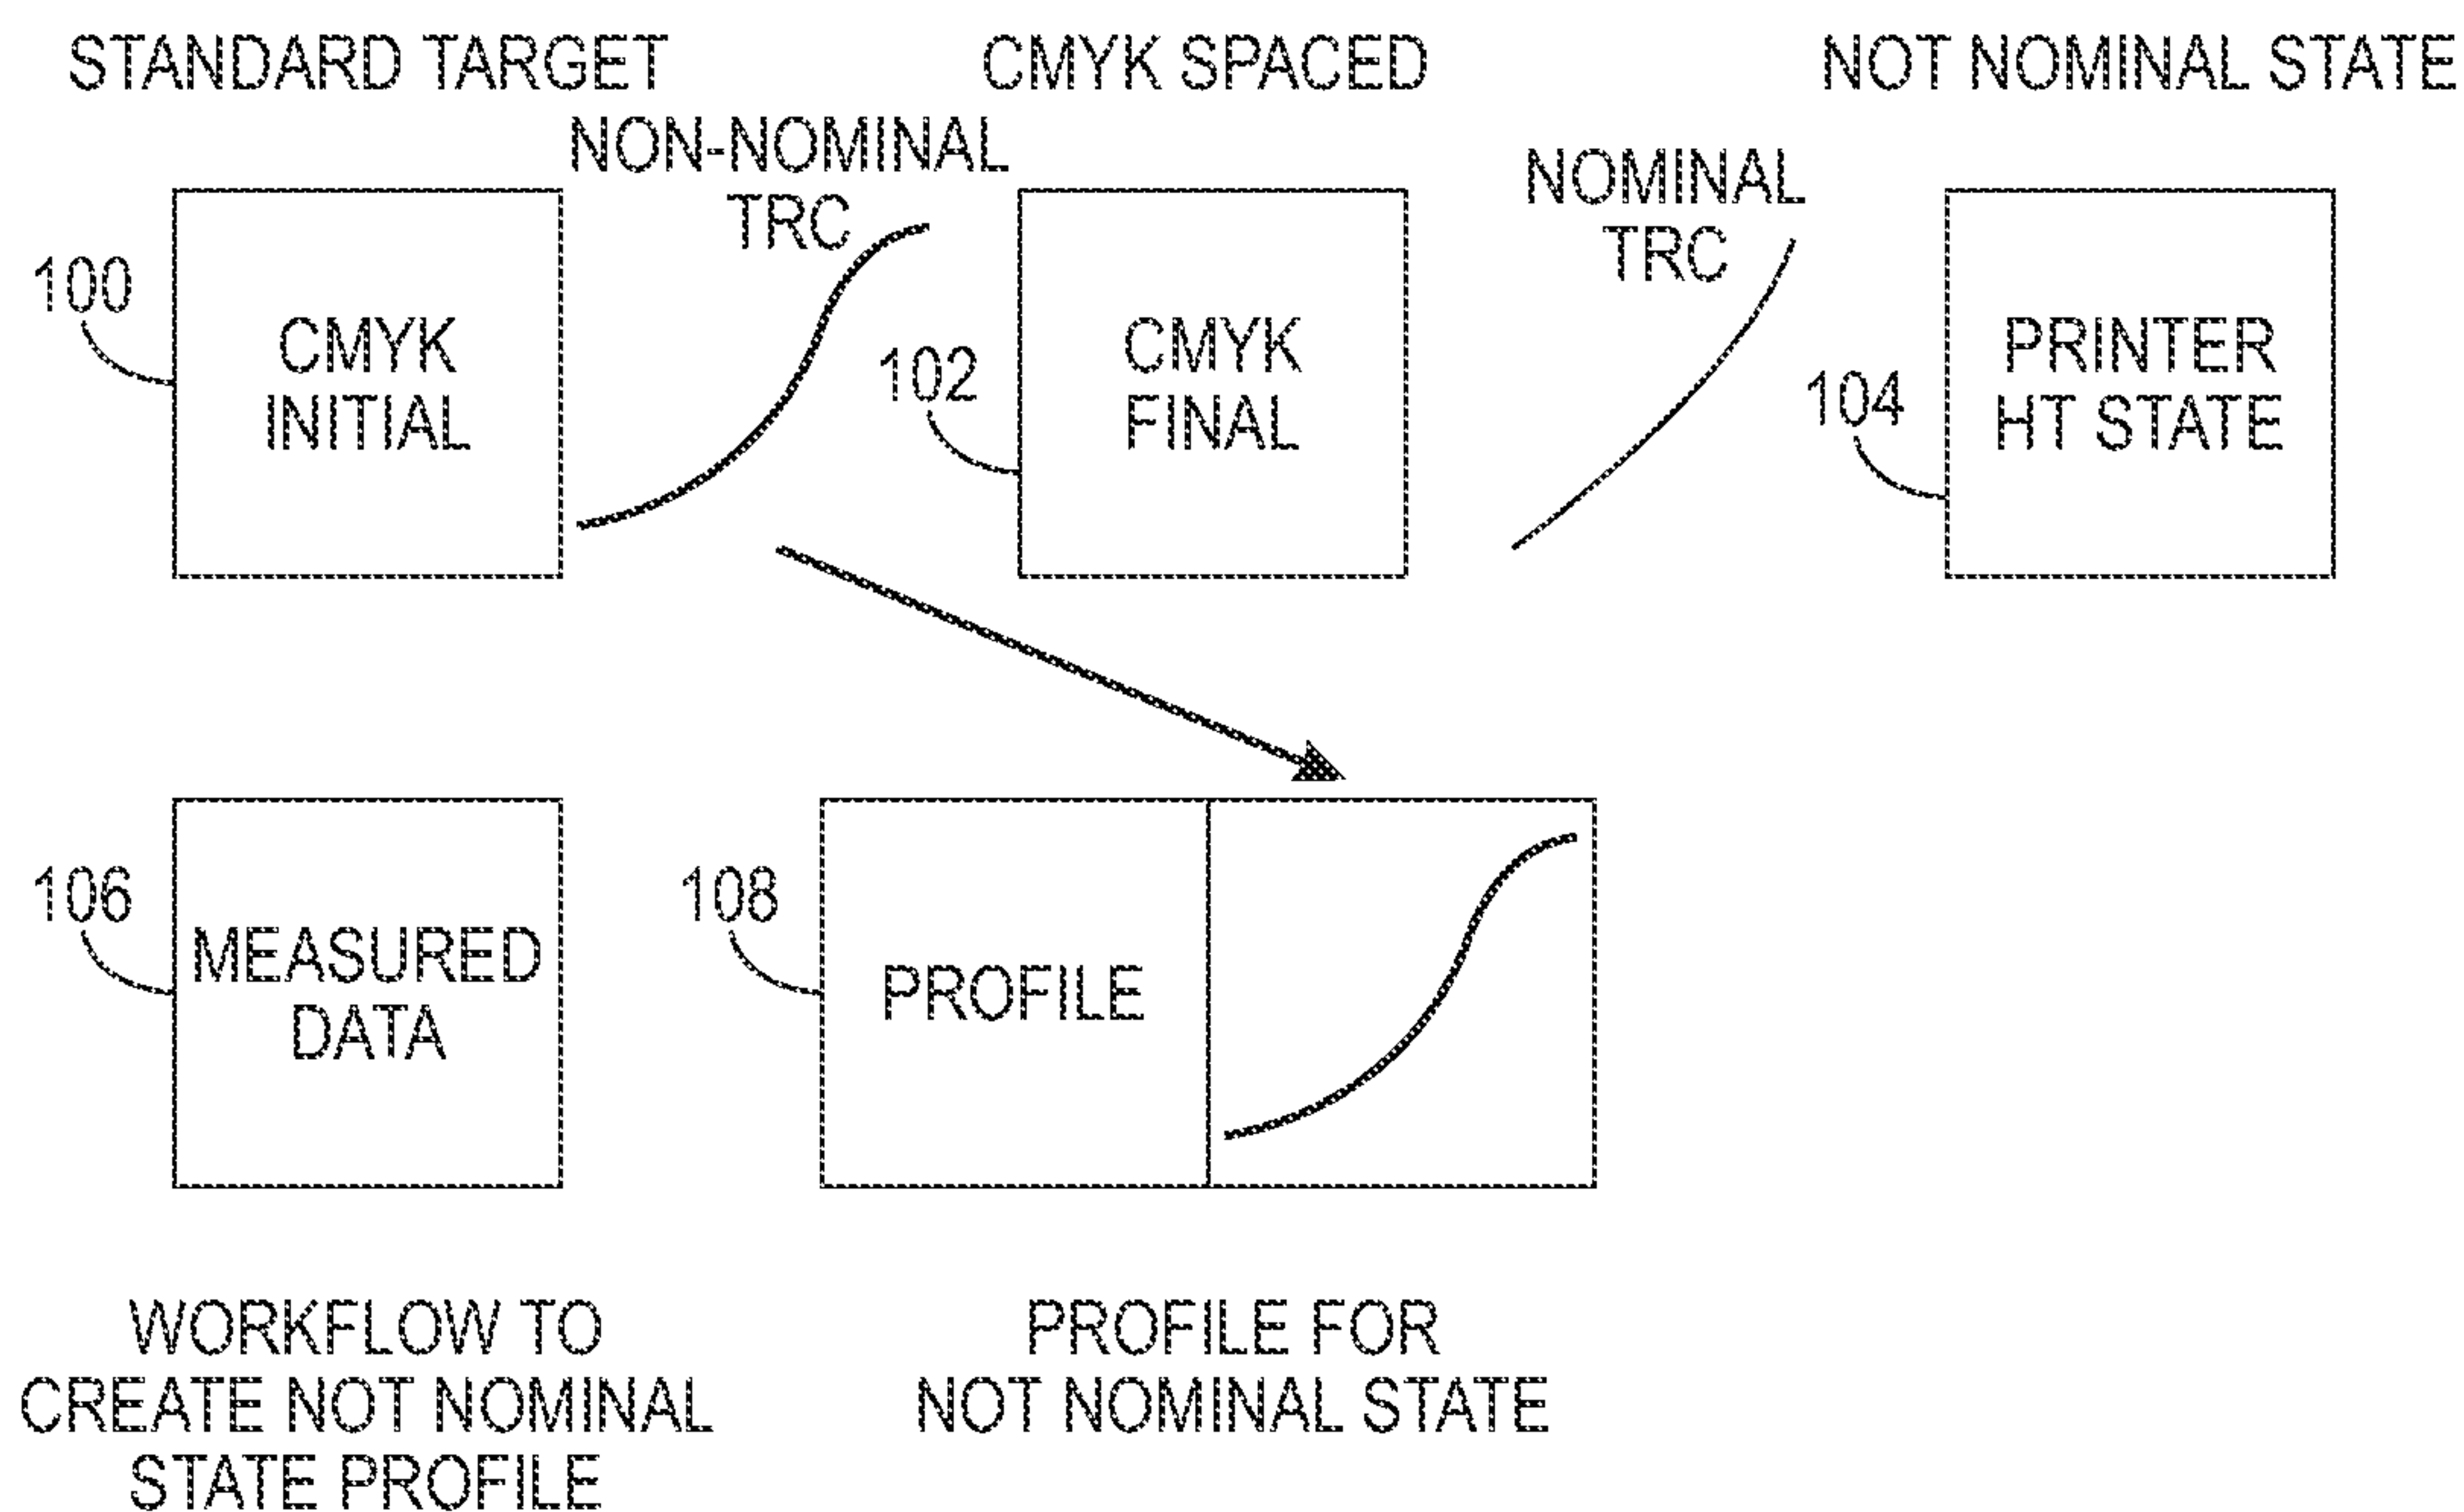 STANDARD TARGET
CMYK SPACED
NOT NOMINAL STATE
NON-NOMINAL
TRC
NOMINAL
TRC
100
CMYK
INITIAL
102
CMYK
FINAL
104
PRINTER
HT STATE
106
MEASURED
DATA
108
PROFILE
WORKFLOW TO
CREATE NOT NOMINAL
STATE PROFILE
PROFILE FOR
NOT NOMINAL STATE